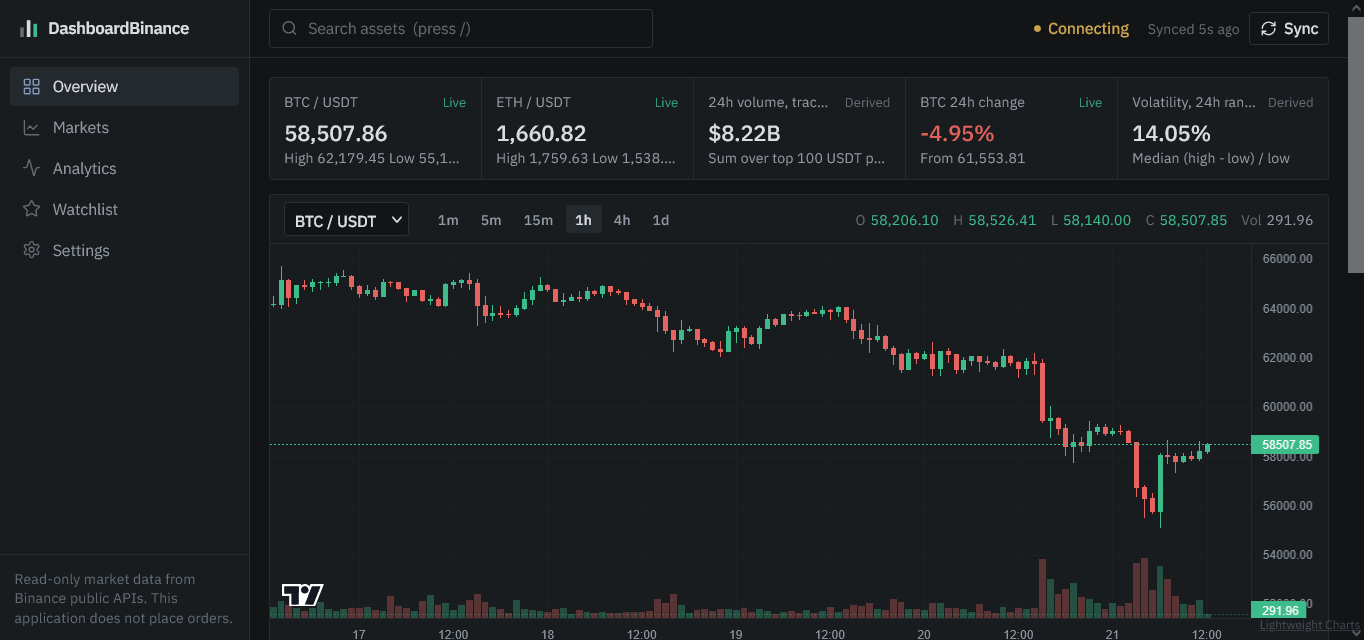 DashboardBinance
Search assets (press /)
Connecting
Synced 5s ago
Sync
Overview
Markets
Analytics
Watchlist
Settings
BTC / USDT Live
58,507.86
High 62,179.45 Low 55,1...
ETH / USDT Live
1,660.82
High 1,759.63 Low 1,538....
24h volume, trac... Derived
$8.22B
Sum over top 100 USDT p...
BTC 24h change Live
-4.95%
From 61,553.81
Volatility, 24h ran... Derived
14.05%
Median (high - low) / low
BTC / USDT 1m 5m 15m 1h 4h 1d
O 58,206.10 H 58,526.41 L 58,140.00 C 58,507.85 Vol 291.96
66000.00
64000.00
62000.00
60000.00
58507.85
58000.00
56000.00
54000.00
291.96
Lightweight Charts
17 12:00 18 12:00 19 12:00 20 12:00 21 12:00
Read-only market data from
Binance public APIs. This
application does not place orders.